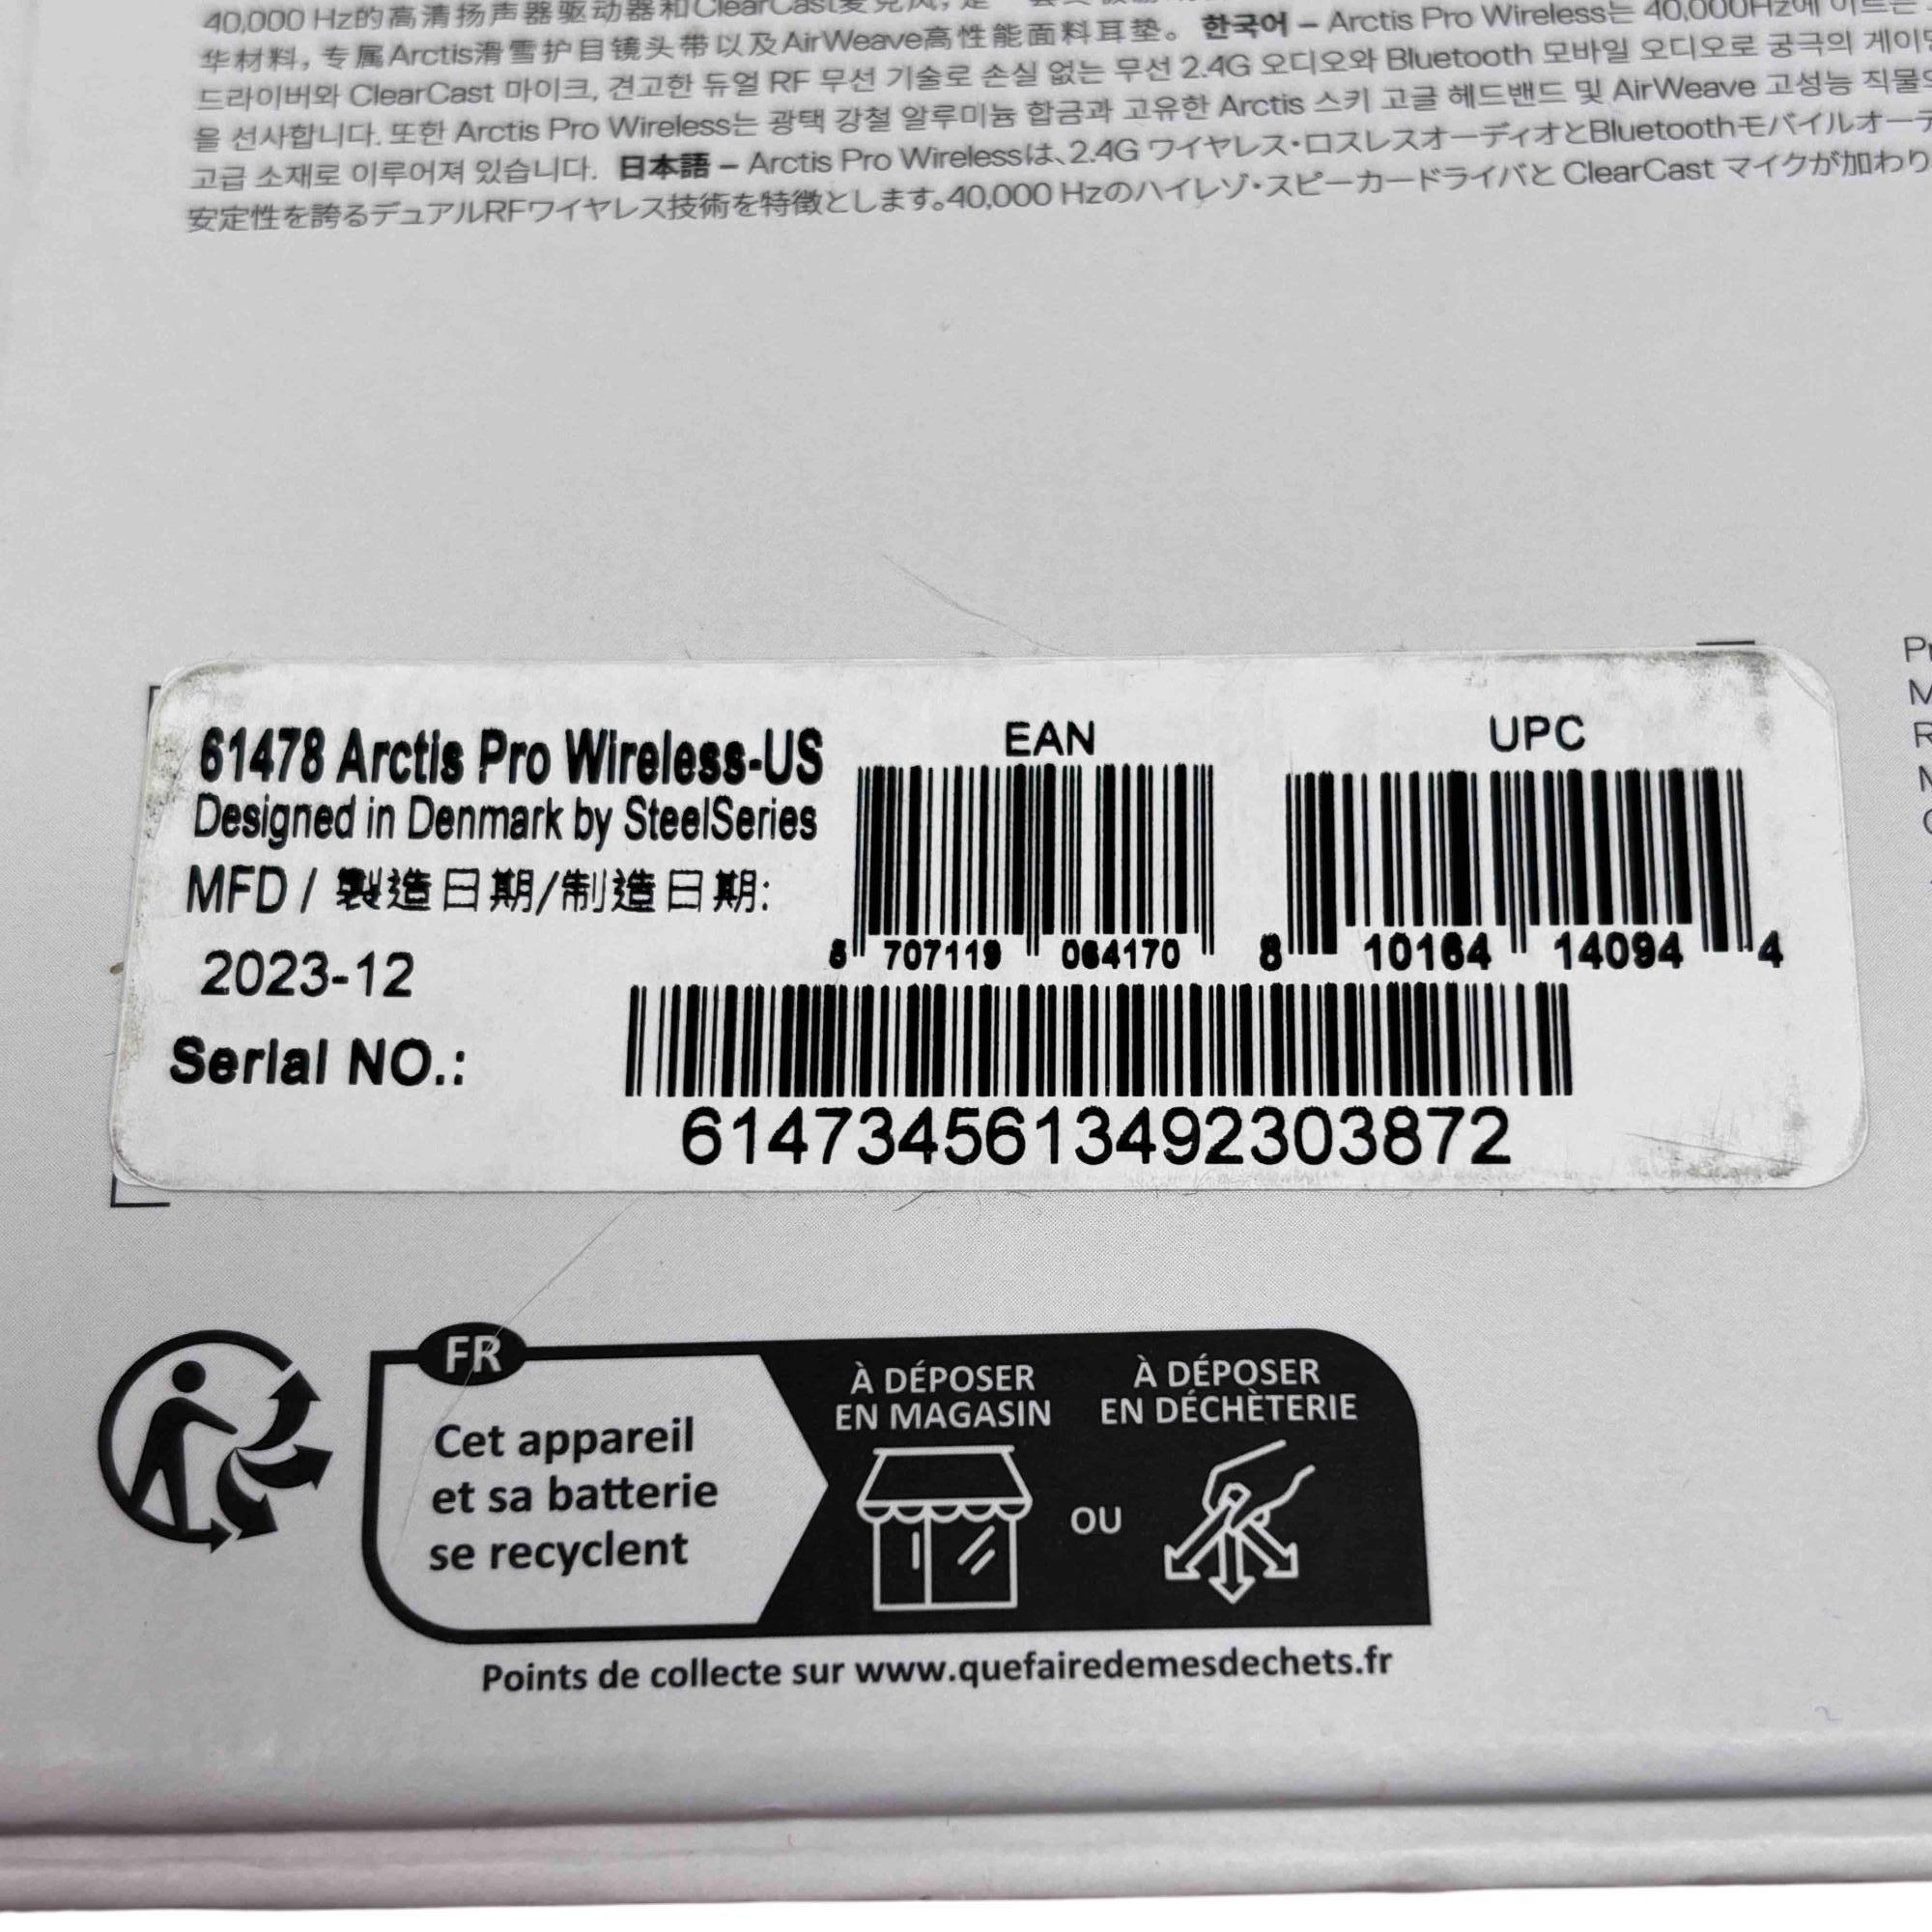 40,000 Hz的高清扬声器驱动器和ClearCast麦克风，是
华材料，专属Arctis滑雪护目镜头带以及AirWeave高性能面料耳垫。 한국어 – Arctis Pro Wireless는 40,000Hz에 이르는
드라이버와 ClearCast 마이크, 견고한 듀얼 RF 무선 기술로 손실 없는 무선 2.4G 오디오와 Bluetooth 모바일 오디오로 궁극의
을 선사합니다. 또한 Arctis Pro Wireless는 광택 강철 알루미늄 합금과 고유한 Arctis 스키 고글 헤드밴드 및 AirWeave 고성능
고급 소재로 이루어져 있습니다. 日本語 – Arctis Pro Wirelessは、2.4G ワイヤレス・ロスレスオーディオとBluetoothモバイルオーデ
安定性を誇るデュアルRFワイヤレス技術を特徴とします。40,000 Hzのハイレゾ・スピーカードライバと ClearCast マイクが加わり
61478 Arctis Pro Wireless-US
Designed in Denmark by SteelSeries
MFD / 製造日期/制造日期:
2023-12
EAN
5 707119 064170
UPC
8 10164 14094 4
Serial NO.:
6147345613492303872
FR
Cet appareil
et sa batterie
se recyclent
À DÉPOSER
EN MAGASIN
OU
À DÉPOSER
EN DÉCHÈTERIE
Points de collecte sur www.quefairedemesdechets.fr